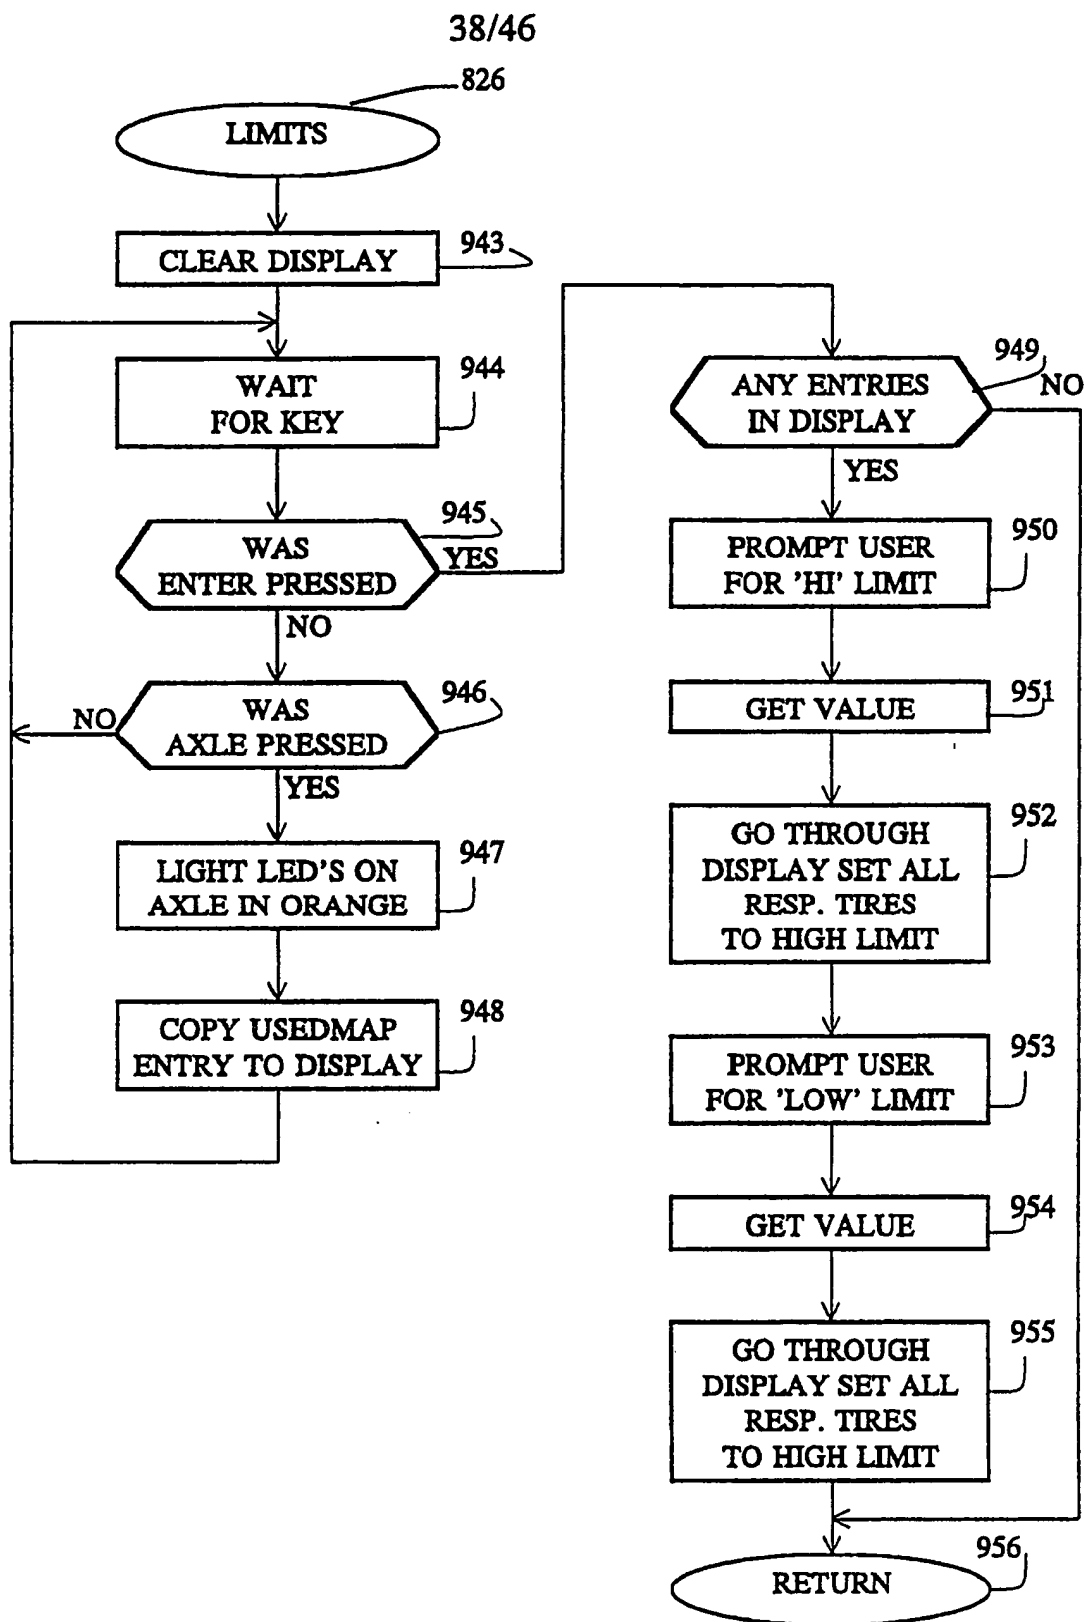 38/46
826
LIMITS
943
CLEAR DISPLAY
944
WAIT
FOR KEY
945
WAS
ENTER PRESSED
YES
NO
946
WAS
AXLE PRESSED
NO
YES
947
LIGHT LED'S ON
AXLE IN ORANGE
948
COPY USEDMAP
ENTRY TO DISPLAY
949
ANY ENTRIES
IN DISPLAY
NO
YES
950
PROMPT USER
FOR 'HI' LIMIT
951
GET VALUE
952
GO THROUGH
DISPLAY SET ALL
RESP. TIRES
TO HIGH LIMIT
953
PROMPT USER
FOR 'LOW' LIMIT
954
GET VALUE
955
GO THROUGH
DISPLAY SET ALL
RESP. TIRES
TO HIGH LIMIT
956
RETURN